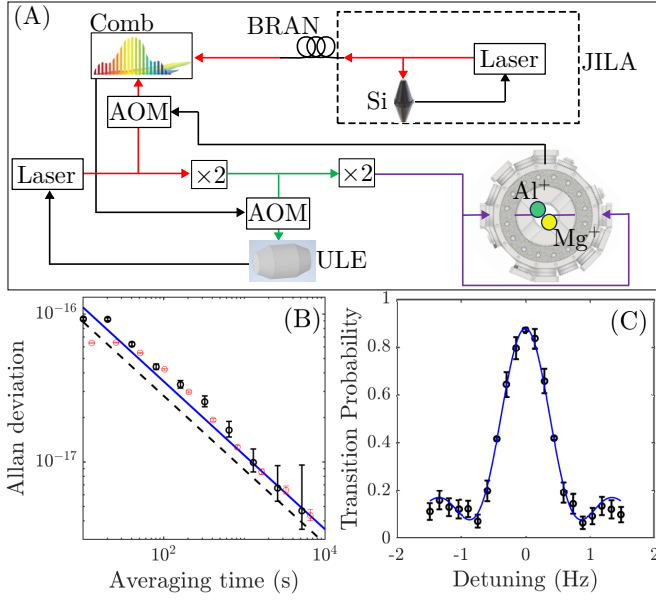 (A)
Comb
BRAN
Laser
JILA
Si
AOM
Laser
×2
×2
AOM
Al⁺
Mg⁺
ULE
(B)
10⁻¹⁶
10⁻¹⁷
Allan deviation
10²
10⁴
Averaging time (s)
(C)
1
0.8
0.6
0.4
0.2
0
Transition Probability
-2
-1
0
1
2
Detuning (Hz)